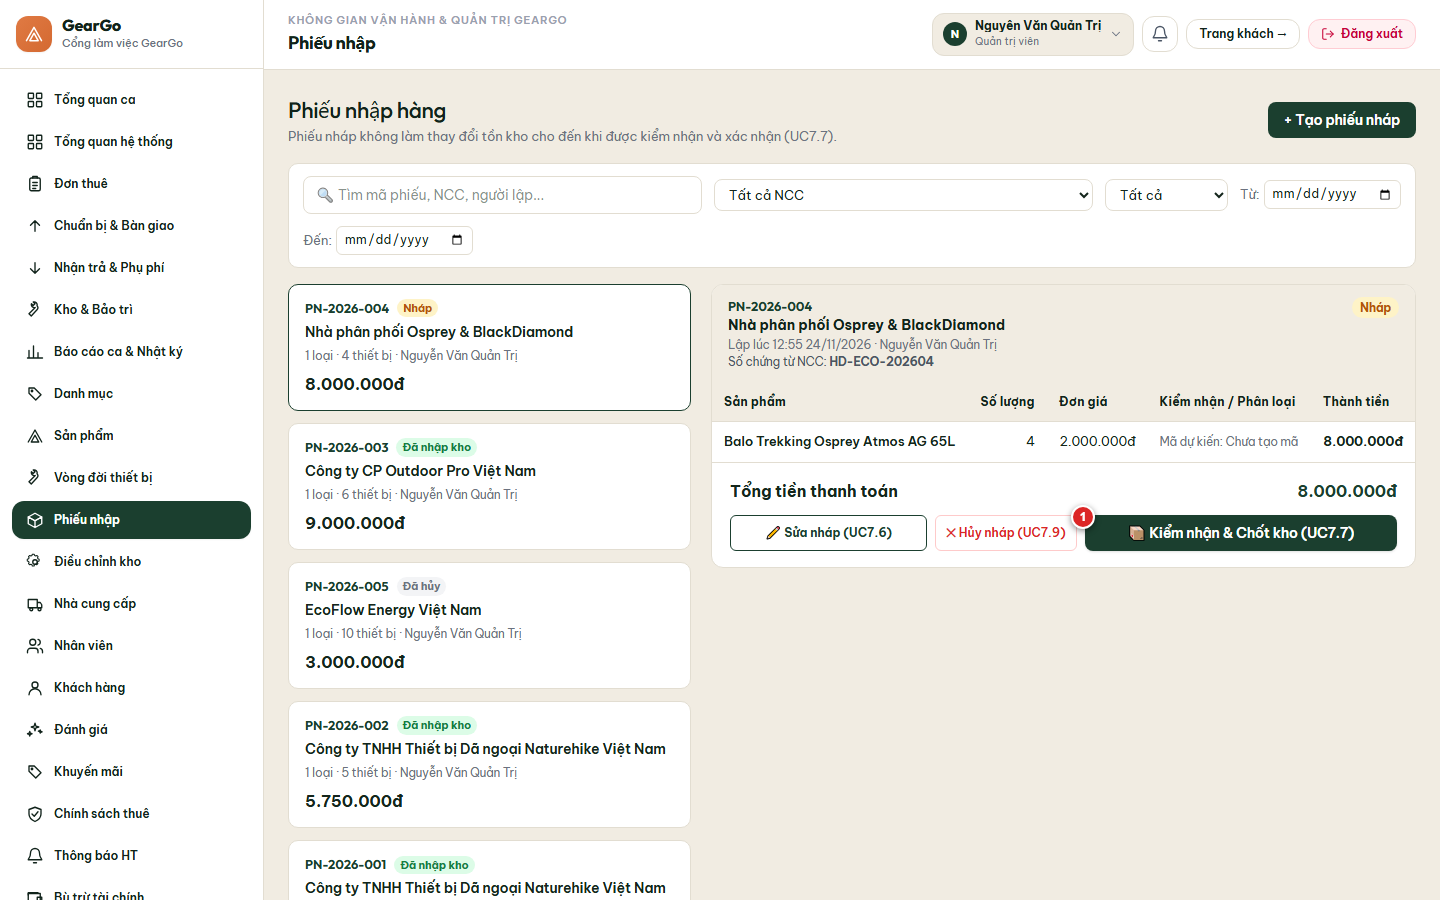 GearGo
Cổng làm việc GearGo
Tổng quan ca
Tổng quan hệ thống
Đơn thuê
Chuẩn bị & Bàn giao
Nhận trả & Phụ phí
Kho & Bảo trì
Báo cáo ca & Nhật ký
Danh mục
Sản phẩm
Vòng đời thiết bị
Phiếu nhập
Điều chỉnh kho
Nhà cung cấp
Nhân viên
Khách hàng
Đánh giá
Khuyến mãi
Chính sách thuê
Thông báo HT
Bù trừ tài chính
KHÔNG GIAN VẬN HÀNH & QUẢN TRỊ GEARGO
Phiếu nhập
N
Nguyễn Văn Quản Trị
Quản trị viên
Trang khách →
Đăng xuất
Phiếu nhập hàng
Phiếu nháp không làm thay đổi tồn kho cho đến khi được kiểm nhận và xác nhận (UC7.7).
+ Tạo phiếu nháp
Tìm mã phiếu, NCC, người lập...
Tất cả NCC
Tất cả
Từ: mm/dd/yyyy
Đến: mm/dd/yyyy
PN-2026-004 Nháp
Nhà phân phối Osprey & BlackDiamond
1 loại · 4 thiết bị · Nguyễn Văn Quản Trị
8.000.000đ
PN-2026-003 Đã nhập kho
Công ty CP Outdoor Pro Việt Nam
1 loại · 6 thiết bị · Nguyễn Văn Quản Trị
9.000.000đ
PN-2026-005 Đã hủy
EcoFlow Energy Việt Nam
1 loại · 10 thiết bị · Nguyễn Văn Quản Trị
3.000.000đ
PN-2026-002 Đã nhập kho
Công ty TNHH Thiết bị Dã ngoại Naturehike Việt Nam
1 loại · 5 thiết bị · Nguyễn Văn Quản Trị
5.750.000đ
PN-2026-001 Đã nhập kho
Công ty TNHH Thiết bị Dã ngoại Naturehike Việt Nam
PN-2026-004
Nháp
Nhà phân phối Osprey & BlackDiamond
Lập lúc 12:55 24/11/2026 · Nguyễn Văn Quản Trị
Số chứng từ NCC: HD-ECO-202604
Sản phẩm Số lượng Đơn giá Kiểm nhận / Phân loại Thành tiền
Balo Trekking Osprey Atmos AG 65L 4 2.000.000đ Mã dự kiến: Chưa tạo mã 8.000.000đ
Tổng tiền thanh toán 8.000.000đ
Sửa nháp (UC7.6)
Hủy nháp (UC7.9)
1
Kiểm nhận & Chốt kho (UC7.7)